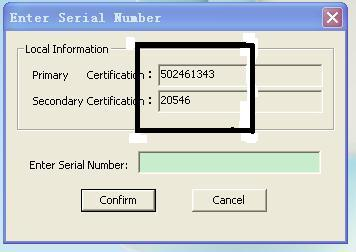 Enter Serial Number
Local Information
Primary Certification: 502461343
Secondary Certification: 20546
Enter Serial Number:
Confirm Cancel